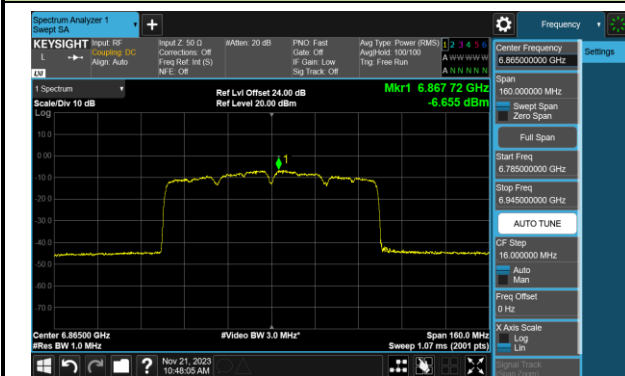 Spectrum Analyzer 1
Swept SA
Frequency
KEYSIGHT
L
LNI
Input: RF
Coupling: DC
Align: Auto
Input Z: 50 Ω
Corrections: Off
Freq Ref: Int (S)
NFE: Off
#Atten: 20 dB
PNO: Fast
Gate: Off
IF Gain: Low
Sig Track: Off
Avg Type: Power (RMS)
Avg|Hold: 100/100
Trig: Free Run
1 2 3 4 5 6
A WW WW W
A N N N N N
Center Frequency
6.865000000 GHz
Settings
Span
160.000000 MHz
Swept Span
Zero Span
Full Span
Start Freq
6.785000000 GHz
Stop Freq
6.945000000 GHz
AUTO TUNE
CF Step
16.000000 MHz
Auto
Man
Freq Offset
0 Hz
X Axis Scale
Log
Lin
Signal Track
(Span Zoom)
1 Spectrum
Scale/Div 10 dB
Log
Ref Lvl Offset 24.00 dB
Ref Level 20.00 dBm
Mkr1 6.867 72 GHz
-6.655 dBm
1
10.0
0.00
-10.0
-20.0
-30.0
-40.0
-50.0
-60.0
-70.0
Center 6.86500 GHz
#Res BW 1.0 MHz
#Video BW 3.0 MHz*
Span 160.0 MHz
Sweep 1.07 ms (2001 pts)
?
Nov 21, 2023
10:48:05 AM